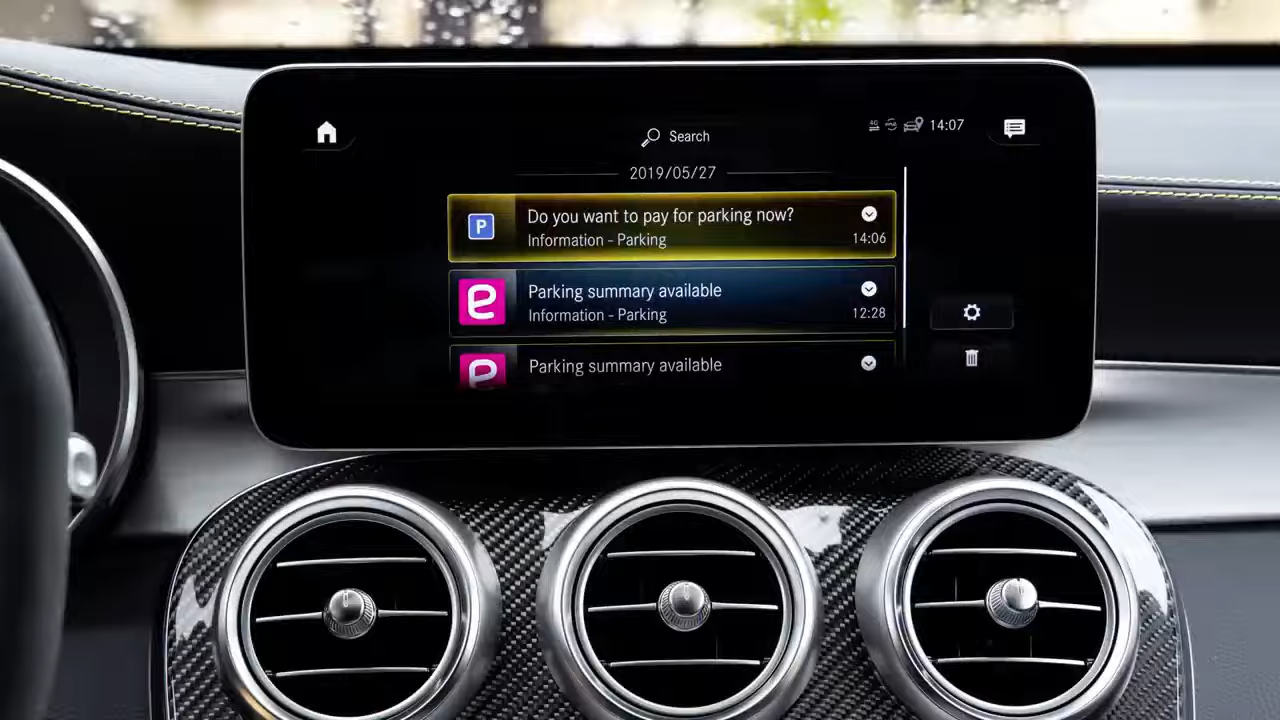 Search
4G
14:07
2019/05/27
P
Do you want to pay for parking now?
Information - Parking
14:06
e
Parking summary available
Information - Parking
12:28
e
Parking summary available